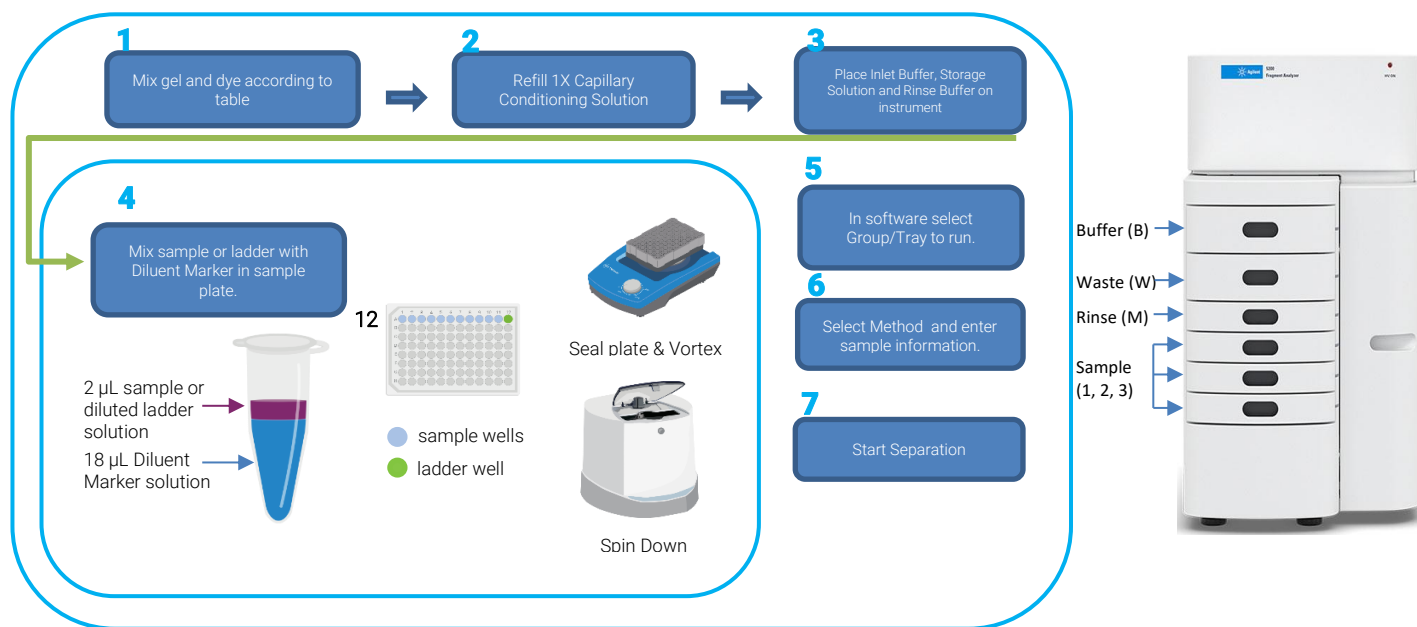 1
Mix gel and dye according to
table
2
Refill 1X Capillary
Conditioning Solution
3
Place Inlet Buffer, Storage
Solution and Rinse Buffer on
instrument
4
Mix sample or ladder with
Diluent Marker in sample
plate.
2 µL sample or
diluted ladder
solution
18 µL Diluent
Marker solution
12
sample wells
ladder well
Seal plate & Vortex
Spin Down
5
In software select
Group/Tray to run.
6
Select Method and enter
sample information.
7
Start Separation
Agilent
Fragment Analyzer
Buffer (B)
Waste (W)
Rinse (M)
Sample
(1, 2, 3)